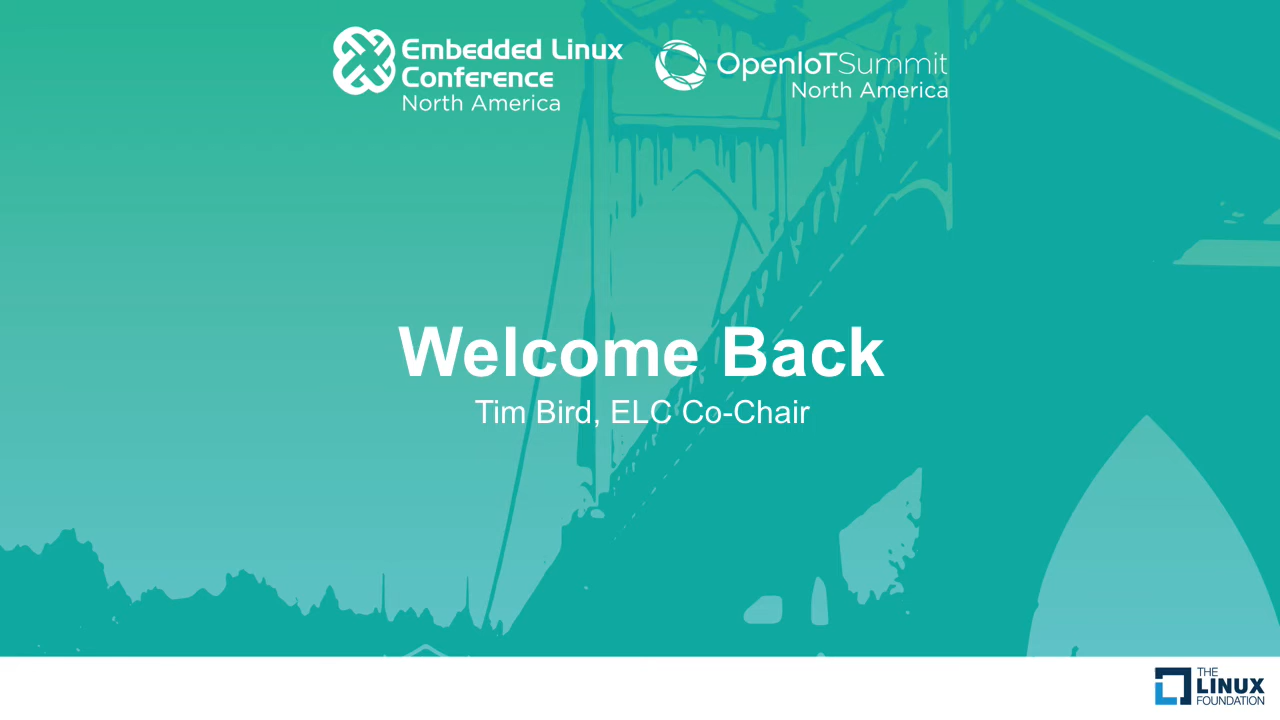 Embedded Linux
Conference
North America
OpenIoTSummit
North America
Welcome Back
Tim Bird, ELC Co-Chair
THE
LINUX
FOUNDATION